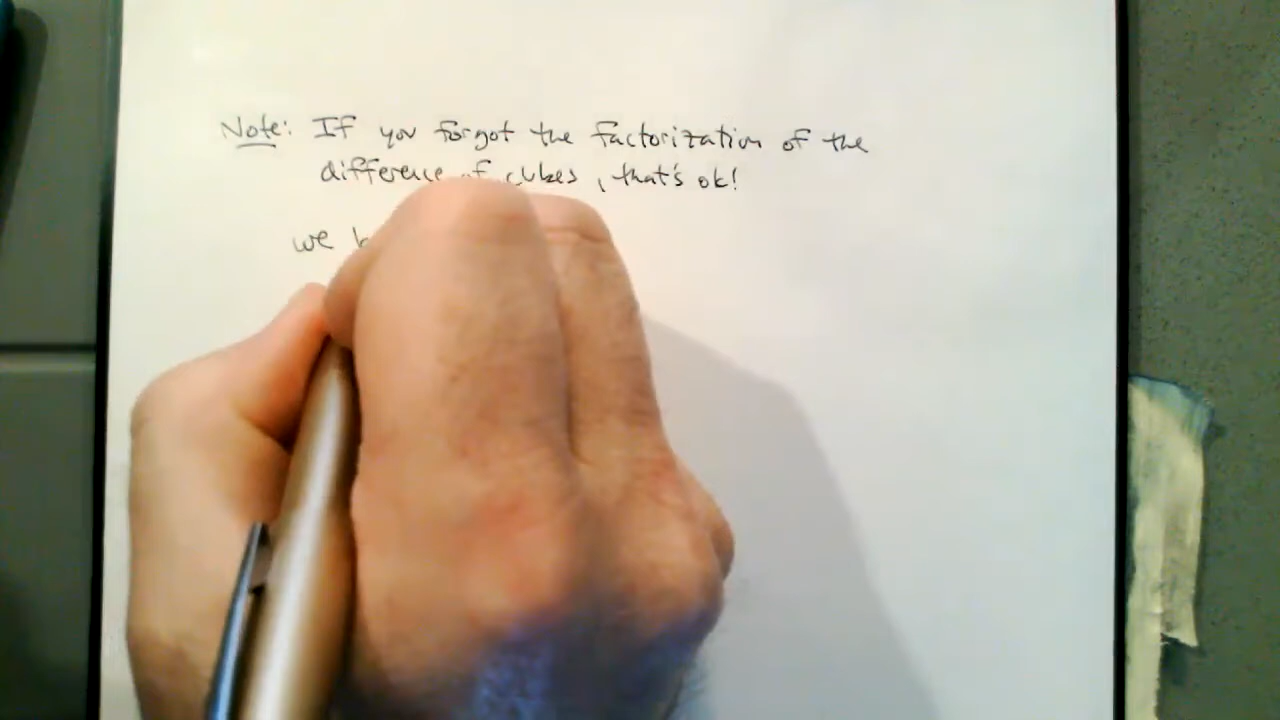 Note: If you forgot the factorization of the
difference of cubes, that's ok!
we